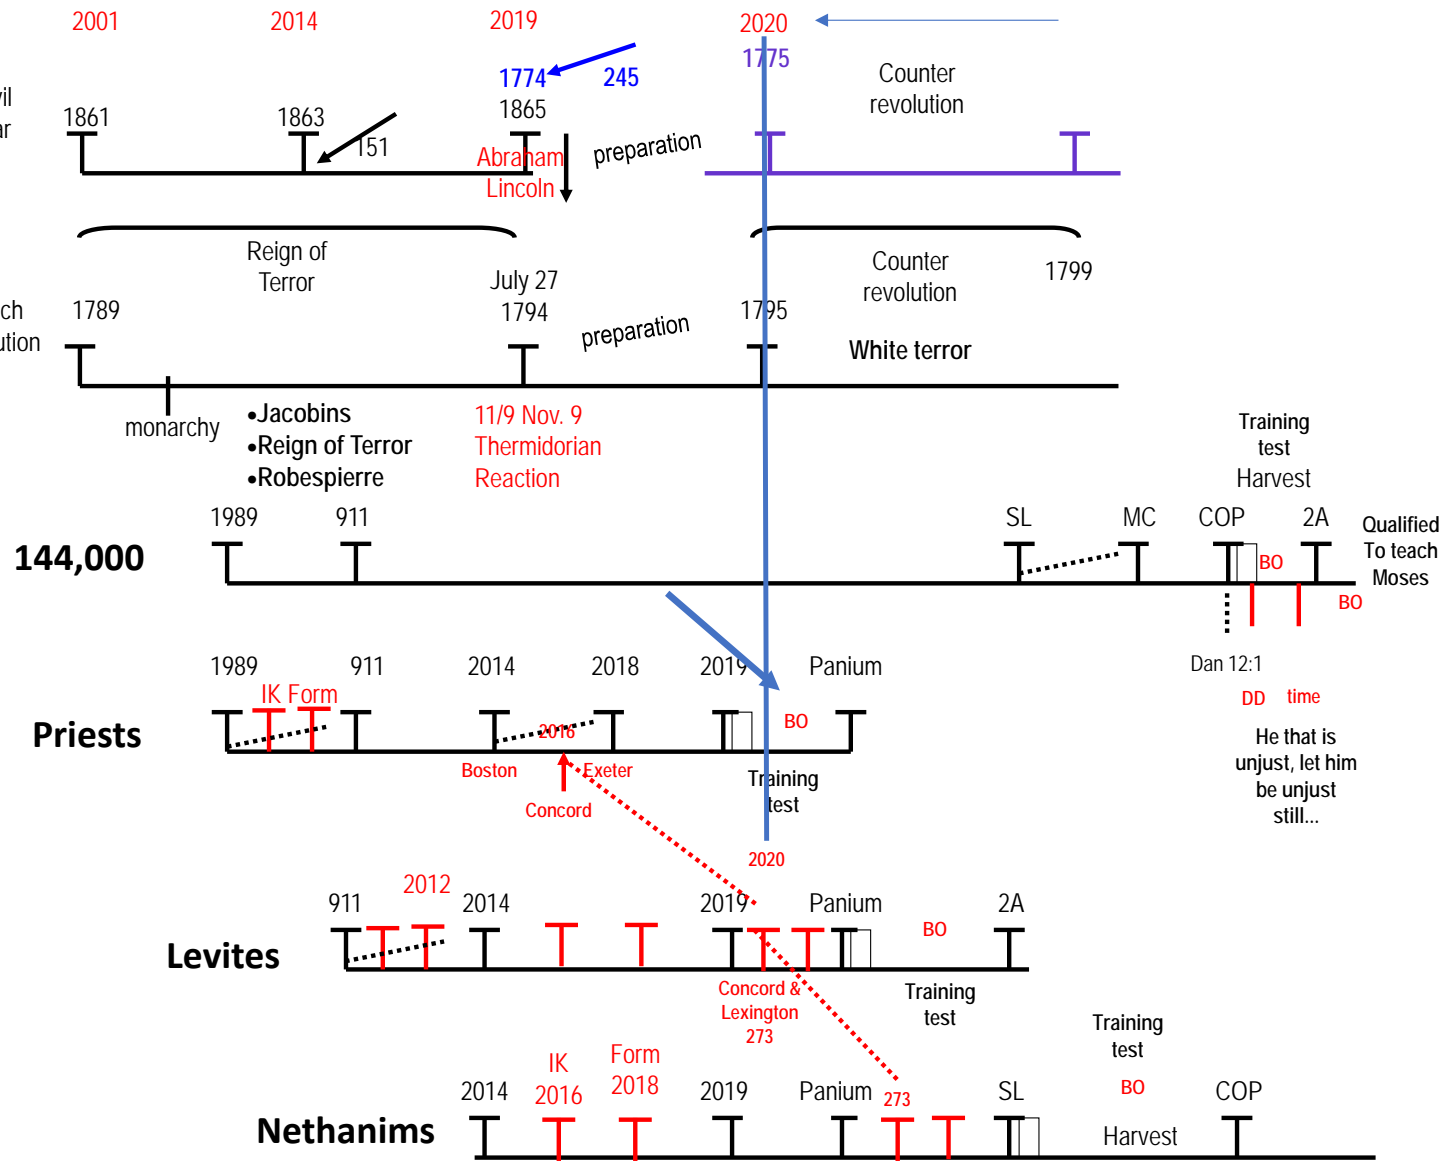 2001 2014 2019 2020
1774 245 1775
Counter
revolution
vil
ar
1861 1863 1865
151
preparation
Abraham
Lincoln
Reign of
Terror
Counter
revolution
1799
July 27
ch
ution
1789 1794 1795
preparation
White terror
monarchy
•Jacobins
•Reign of Terror
•Robespierre
11/9 Nov. 9
Thermidorian
Reaction
Training
test
Harvest
144,000
1989 911 SL MC COP 2A
BO
BO
Qualified
To teach
Moses
Dan 12:1
DD time
He that is
unjust, let him
be unjust
still...
Priests
1989 911 2014 2018 2019 Panium
IK Form
2016
BO
Boston Exeter
Concord
Training
test
2020
Levites
911 2012 2014 2019 Panium 2A
BO
Concord &
Lexington
273
Training
test
Training
test
Nethanims
IK
2016
Form
2018
2014 2019 Panium 273 SL BO COP
Harvest